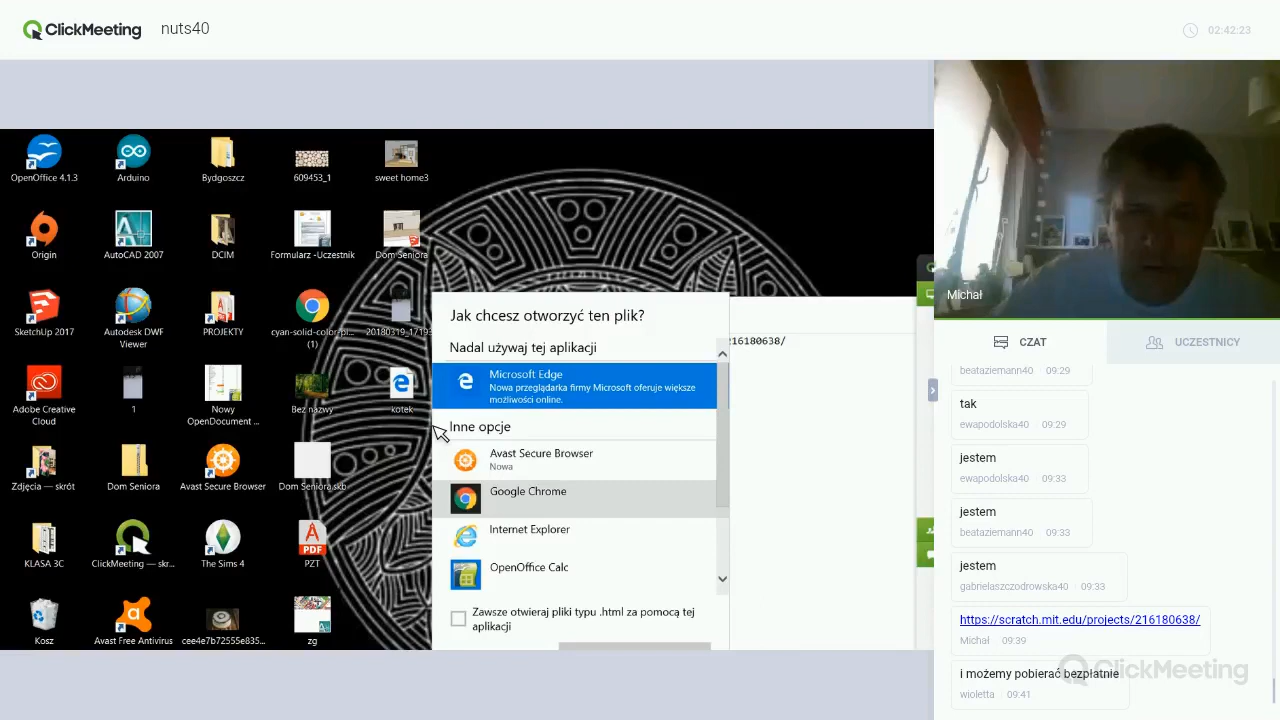 ClickMeeting
nuts40
02:42:23
OpenOffice 4.1.3
Arduino
Bydgoszcz
609453_1
sweet home3
Origin
AutoCAD 2007
DCIM
Formularz -Uczestnik
Dom Seniora
SketchUp 2017
Autodesk DWF
Viewer
PROJEKTY
cyan-solid-color-pi...
(1)
20180319_17193
Adobe Creative
Cloud
1
Nowy
OpenDocument ...
Bez nazwy
kotek
Zdjęcia — skrót
Dom Seniora
Avast Secure Browser
Dom Seniora.skb
KLASA 3C
ClickMeeting — skr...
The Sims 4
PDF
PZT
Kosz
Avast Free Antivirus
cee4e7b72555e835...
zg
Jak chcesz otworzyć ten plik?
Nadal używaj tej aplikacji
Microsoft Edge
Nowa przeglądarka firmy Microsoft oferuje większe
możliwości online.
Inne opcje
Avast Secure Browser
Nowa
Google Chrome
Internet Explorer
OpenOffice Calc
Zawsze otwieraj pliki typu .html za pomocą tej
aplikacji
216180638/
Michał
CZAT
UCZESTNICY
beataziemann40 09:29
tak
ewapodolska40 09:29
jestem
ewapodolska40 09:33
jestem
beataziemann40 09:33
jestem
gabrielaszczodrowska40 09:33
https://scratch.mit.edu/projects/216180638/
Michał 09:39
i możemy pobierać bezpłatnie
wioletta 09:41
ClickMeeting